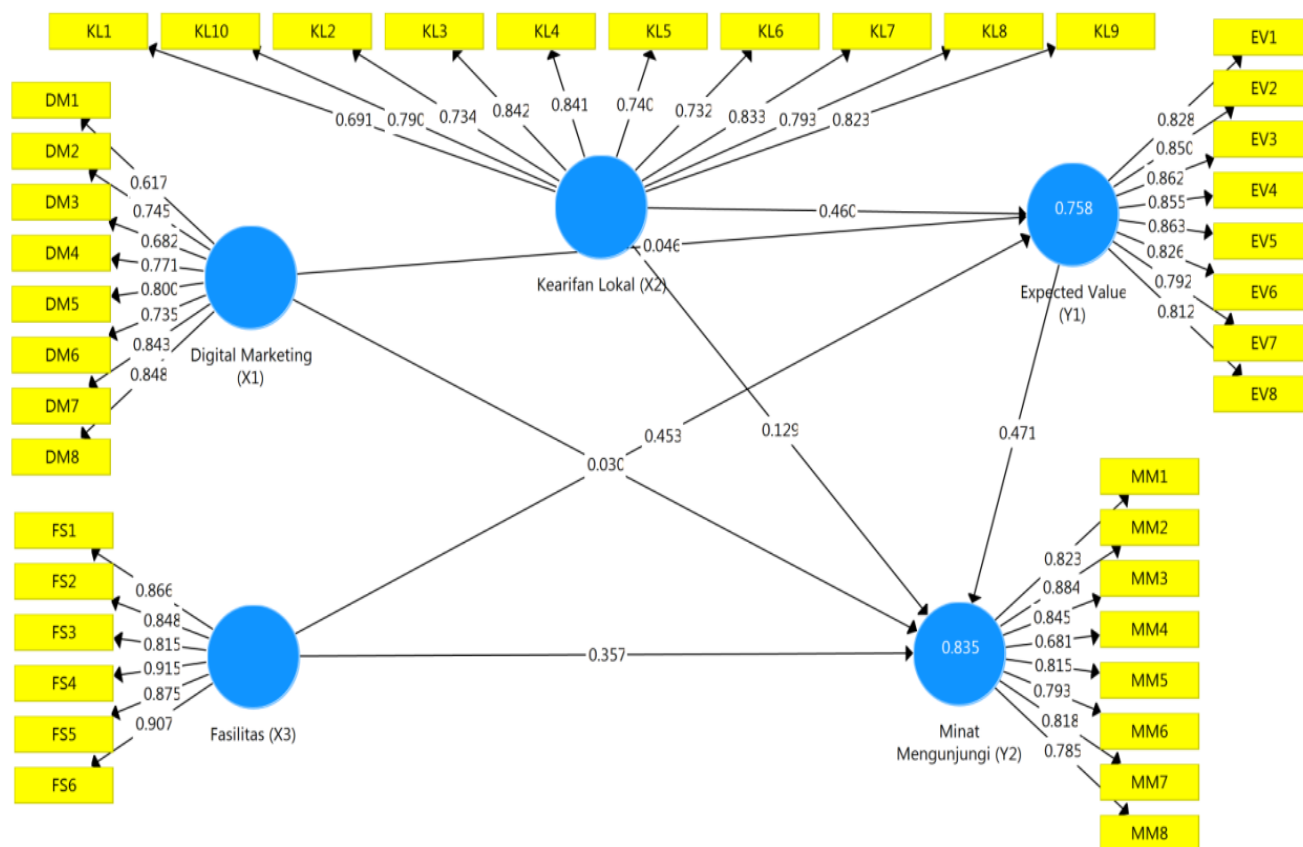 KL1
KL10
KL2
KL3
KL4
KL5
KL6
KL7
KL8
KL9
0.691
0.790
0.734
0.842
0.841
0.740
0.732
0.833
0.793
0.823
DM1
DM2
DM3
DM4
DM5
DM6
DM7
DM8
0.617
0.745
0.682
0.771
0.800
0.735
0.843
0.848
Digital Marketing
(X1)
Kearifan Lokal (X2)
0.460
0.046
0.758
Expected Value
(Y1)
EV1
EV2
EV3
EV4
EV5
EV6
EV7
EV8
0.828
0.850
0.862
0.855
0.863
0.826
0.792
0.812
0.453
0.129
0.471
0.030
FS1
FS2
FS3
FS4
FS5
FS6
0.866
0.848
0.815
0.915
0.875
0.907
Fasilitas (X3)
0.357
0.835
Minat
Mengunjungi (Y2)
MM1
MM2
MM3
MM4
MM5
MM6
MM7
MM8
0.823
0.884
0.845
0.681
0.815
0.793
0.818
0.785